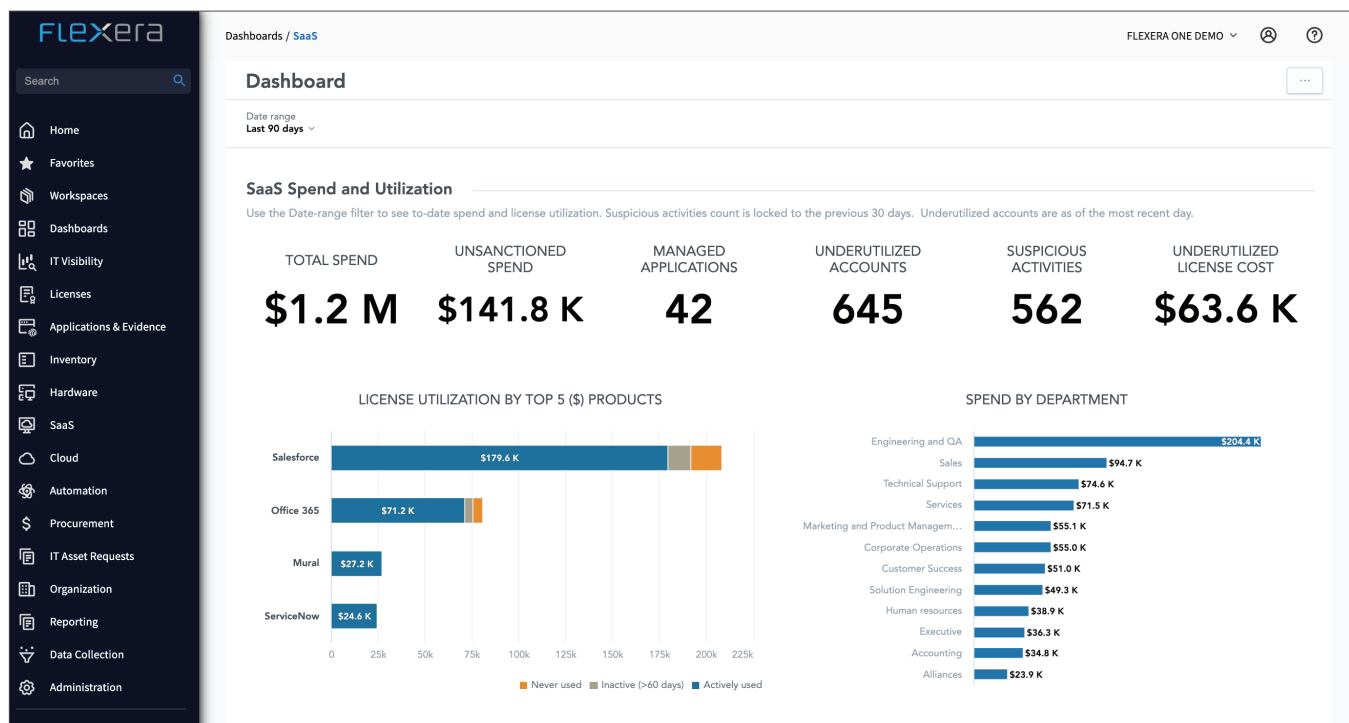 FLEXERA
Search
Home
Favorites
Workspaces
Dashboards
IT Visibility
Licenses
Applications & Evidence
Inventory
Hardware
SaaS
Cloud
Automation
Procurement
IT Asset Requests
Organization
Reporting
Data Collection
Administration
Dashboards / SaaS
FLEXERA ONE DEMO
Dashboard
...
Date range
Last 90 days
SaaS Spend and Utilization
Use the Date-range filter to see to-date spend and license utilization. Suspicious activities count is locked to the previous 30 days. Underutilized accounts are as of the most recent day.
TOTAL SPEND
$1.2 M
UNSANCTIONED
SPEND
$141.8 K
MANAGED
APPLICATIONS
42
UNDERUTILIZED
ACCOUNTS
645
SUSPICIOUS
ACTIVITIES
562
UNDERUTILIZED
LICENSE COST
$63.6 K
LICENSE UTILIZATION BY TOP 5 ($) PRODUCTS
Salesforce $179.6 K
Office 365 $71.2 K
Mural $27.2 K
ServiceNow $24.6 K
0 25k 50k 75k 100k 125k 150k 175k 200k 225k
Never used Inactive (>60 days) Actively used
SPEND BY DEPARTMENT
Engineering and QA $204.4 K
Sales $94.7 K
Technical Support $74.6 K
Services $71.5 K
Marketing and Product Managem... $55.1 K
Corporate Operations $55.0 K
Customer Success $51.0 K
Solution Engineering $49.3 K
Human resources $38.9 K
Executive $36.3 K
Accounting $34.8 K
Alliances $23.9 K